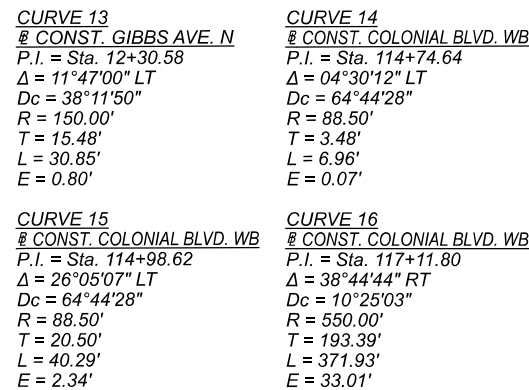 CURVE 13
℄ CONST. GIBBS AVE. N
P.I. = Sta. 12+30.58
Δ = 11°47'00" LT
Dc = 38°11'50"
R = 150.00'
T = 15.48'
L = 30.85'
E = 0.80'
CURVE 14
℄ CONST. COLONIAL BLVD. WB
P.I. = Sta. 114+74.64
Δ = 04°30'12" LT
Dc = 64°44'28"
R = 88.50'
T = 3.48'
L = 6.96'
E = 0.07'
CURVE 15
℄ CONST. COLONIAL BLVD. WB
P.I. = Sta. 114+98.62
Δ = 26°05'07" LT
Dc = 64°44'28"
R = 88.50'
T = 20.50'
L = 40.29'
E = 2.34'
CURVE 16
℄ CONST. COLONIAL BLVD. WB
P.I. = Sta. 117+11.80
Δ = 38°44'44" RT
Dc = 10°25'03"
R = 550.00'
T = 193.39'
L = 371.93'
E = 33.01'